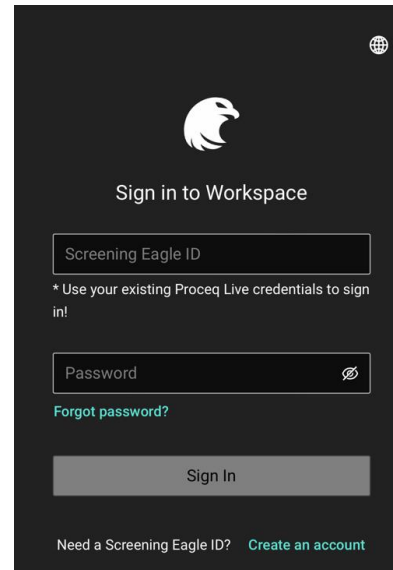 Sign in to Workspace
Screening Eagle ID
* Use your existing Proceq Live credentials to sign
in!
Password
Forgot password?
Sign In
Need a Screening Eagle ID? Create an account